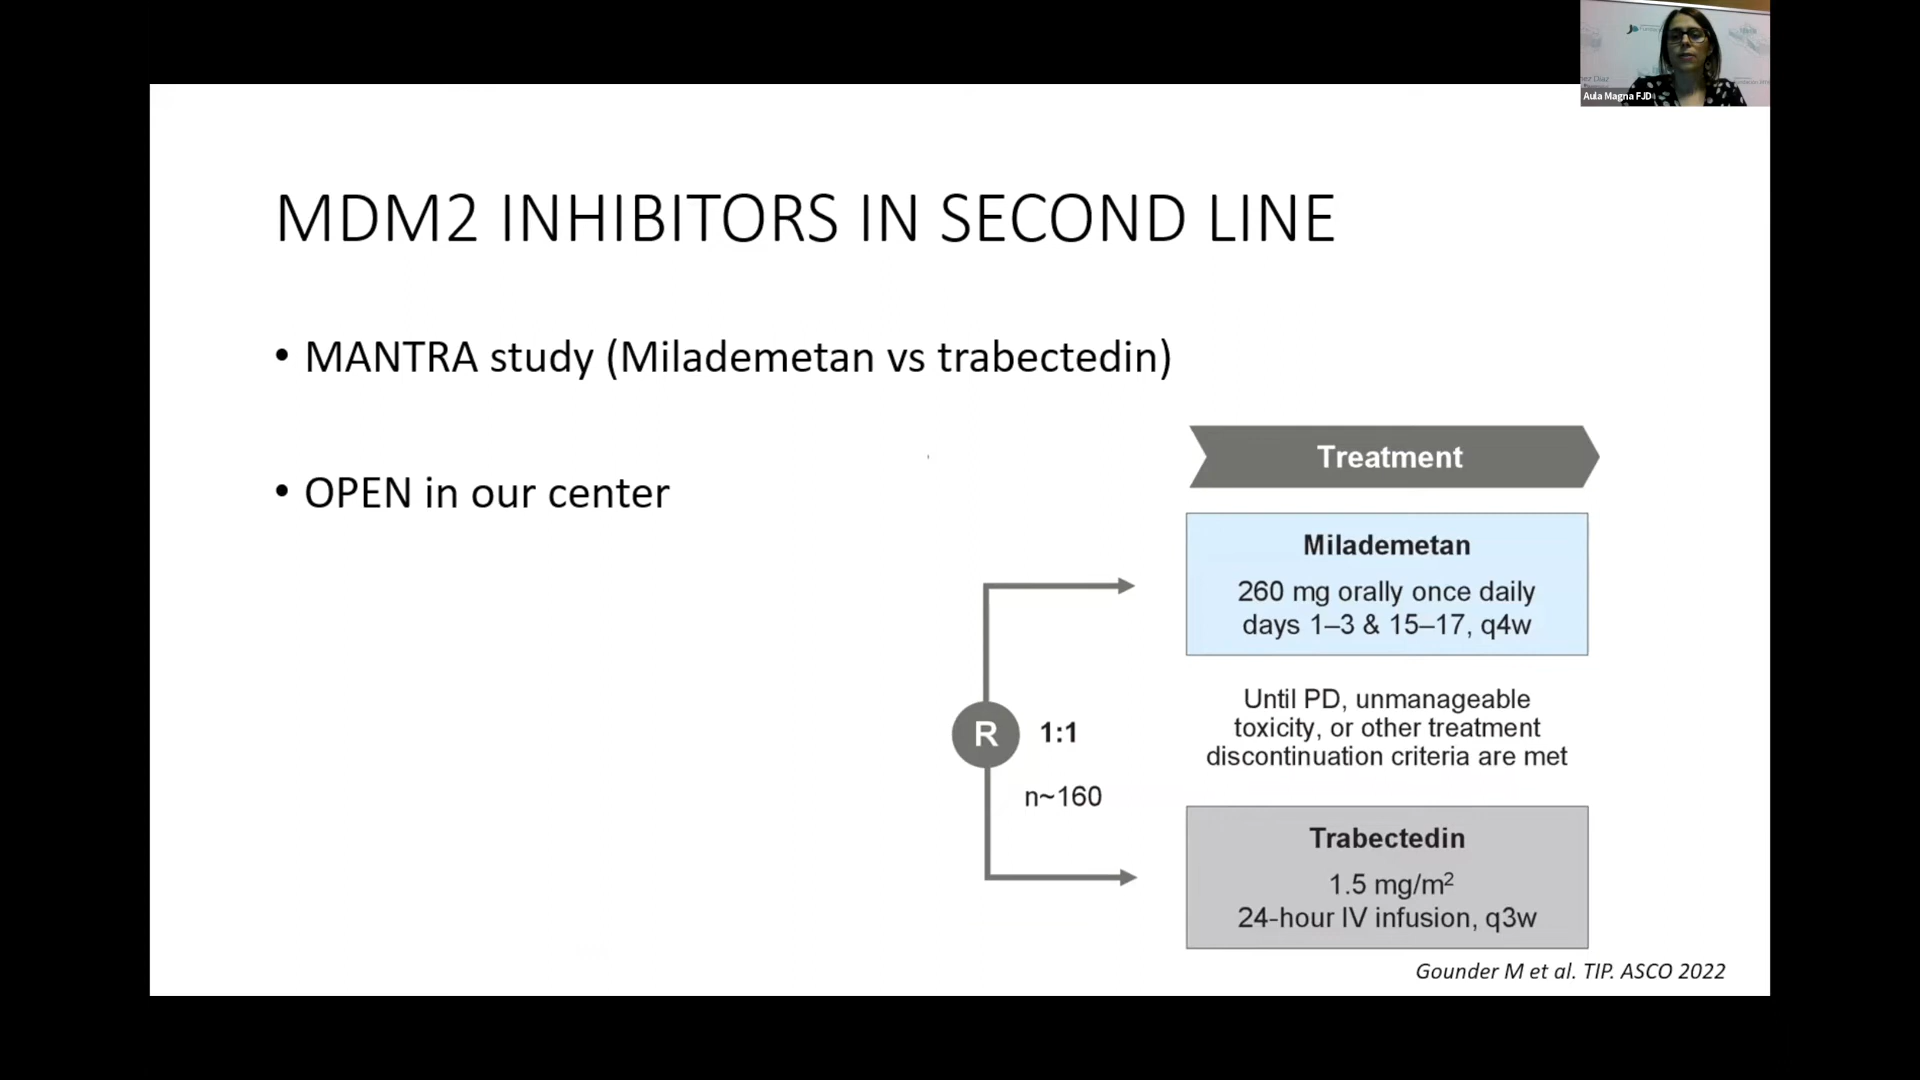 Aula Magna FJD
MDM2 INHIBITORS IN SECOND LINE
• MANTRA study (Milademetan vs trabectedin)
• OPEN in our center
Treatment
Milademetan
260 mg orally once daily
days 1–3 & 15–17, q4w
R 1:1
n~160
Until PD, unmanageable
toxicity, or other treatment
discontinuation criteria are met
Trabectedin
1.5 mg/m²
24-hour IV infusion, q3w
Gounder M et al. TIP. ASCO 2022